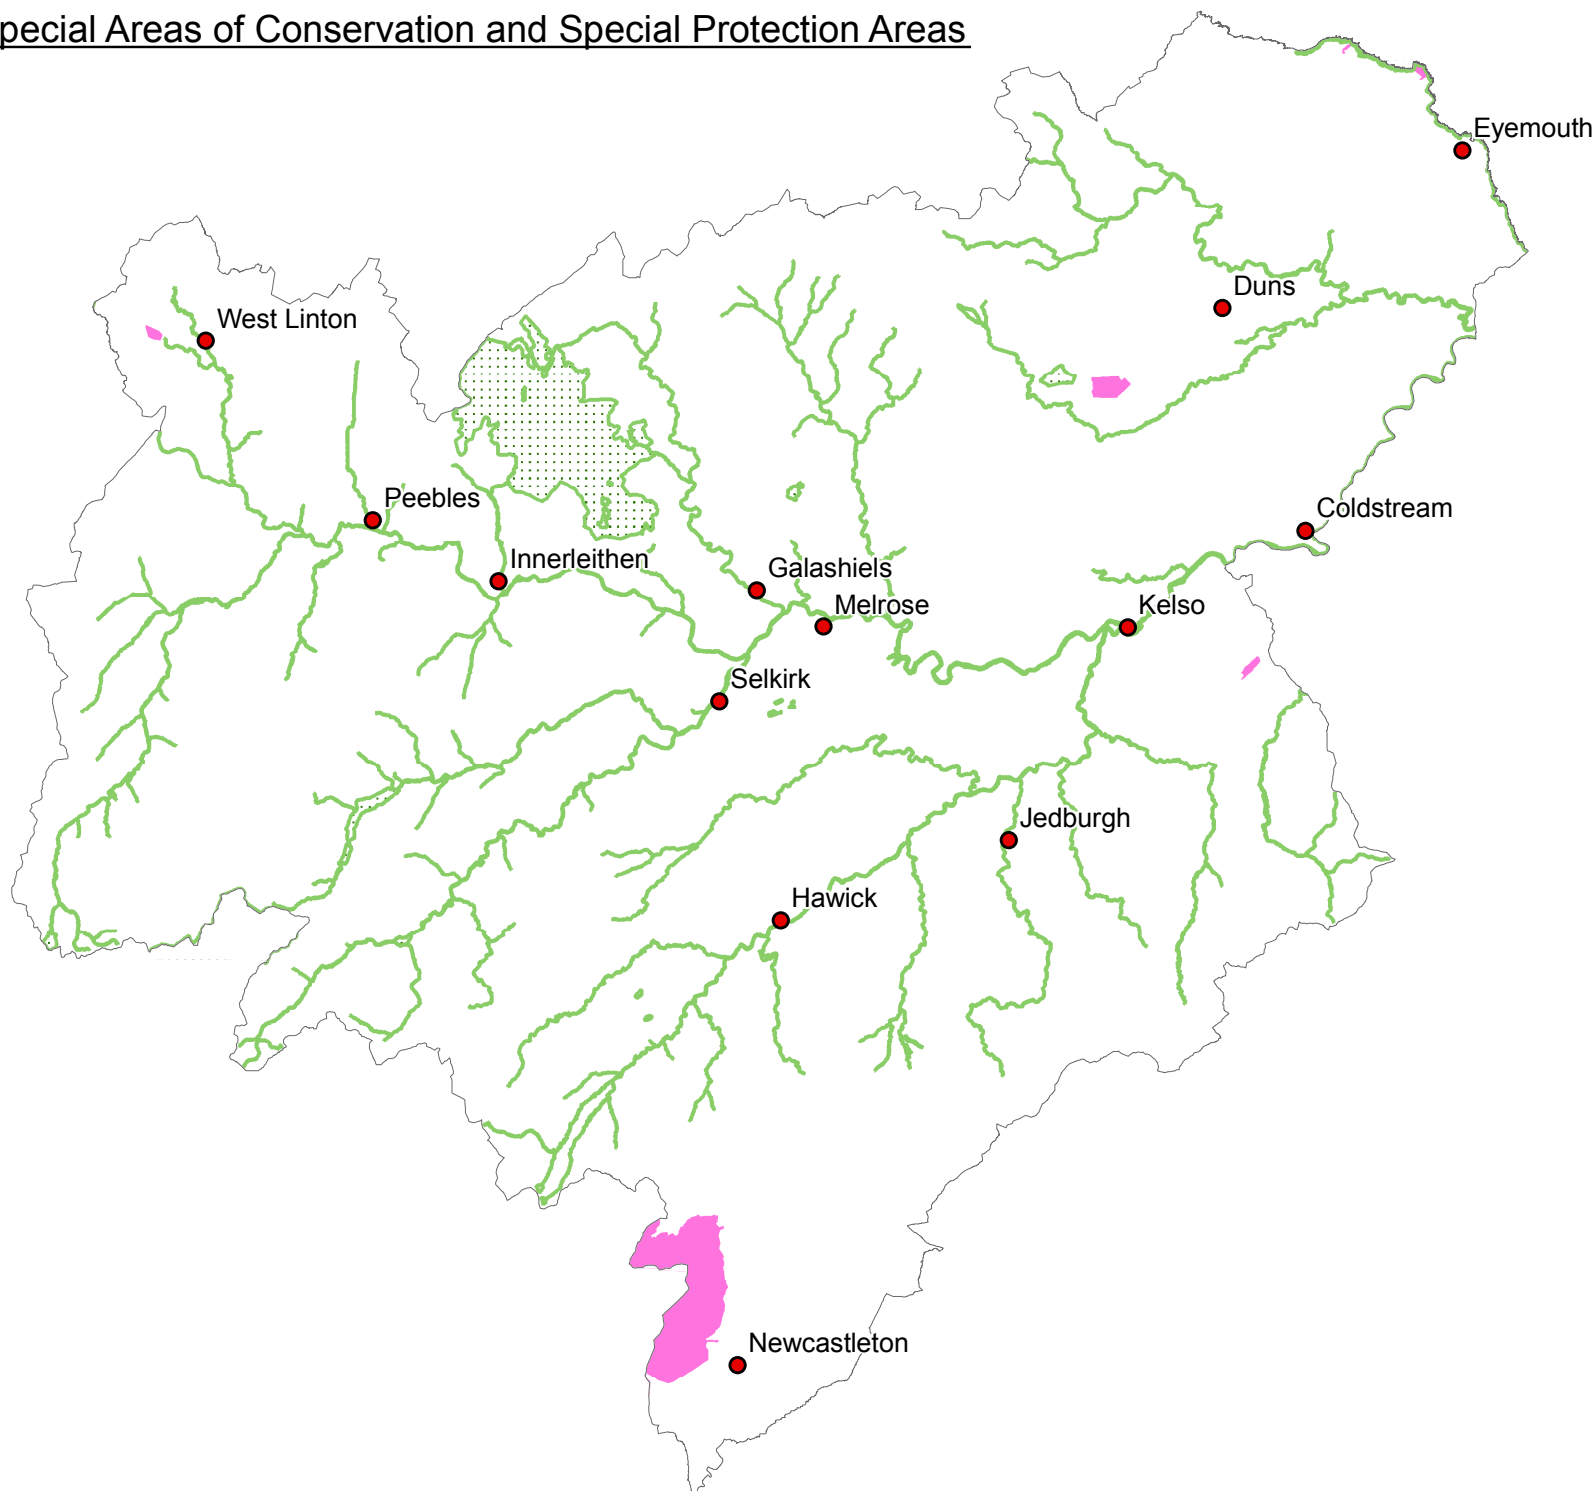 pecial Areas of Conservation and Special Protection Areas
Eyemouth
Duns
West Linton
Peebles
Coldstream
Innerleithen
Galashiels
Melrose
Kelso
Selkirk
Jedburgh
Hawick
Newcastleton